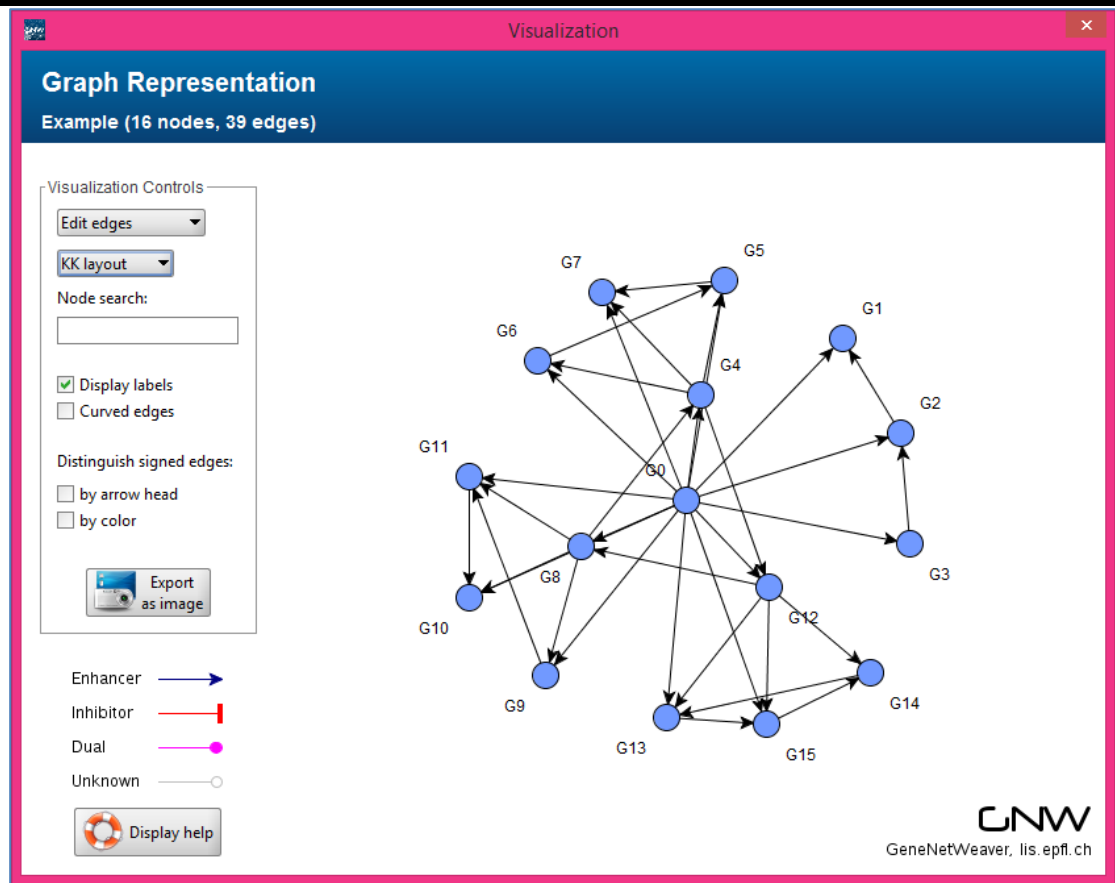 Visualization
Graph Representation
Example (16 nodes, 39 edges)
Visualization Controls
Edit edges
KK layout
Node search:
Display labels
Curved edges
Distinguish signed edges:
by arrow head
by color
Export
as image
Enhancer
Inhibitor
Dual
Unknown
Display help
G5
G7
G1
G6
G4
G2
G11
G0
G3
G8
G12
G10
G9
G14
G13
G15
GNW
GeneNetWeaver, lis.epfl.ch